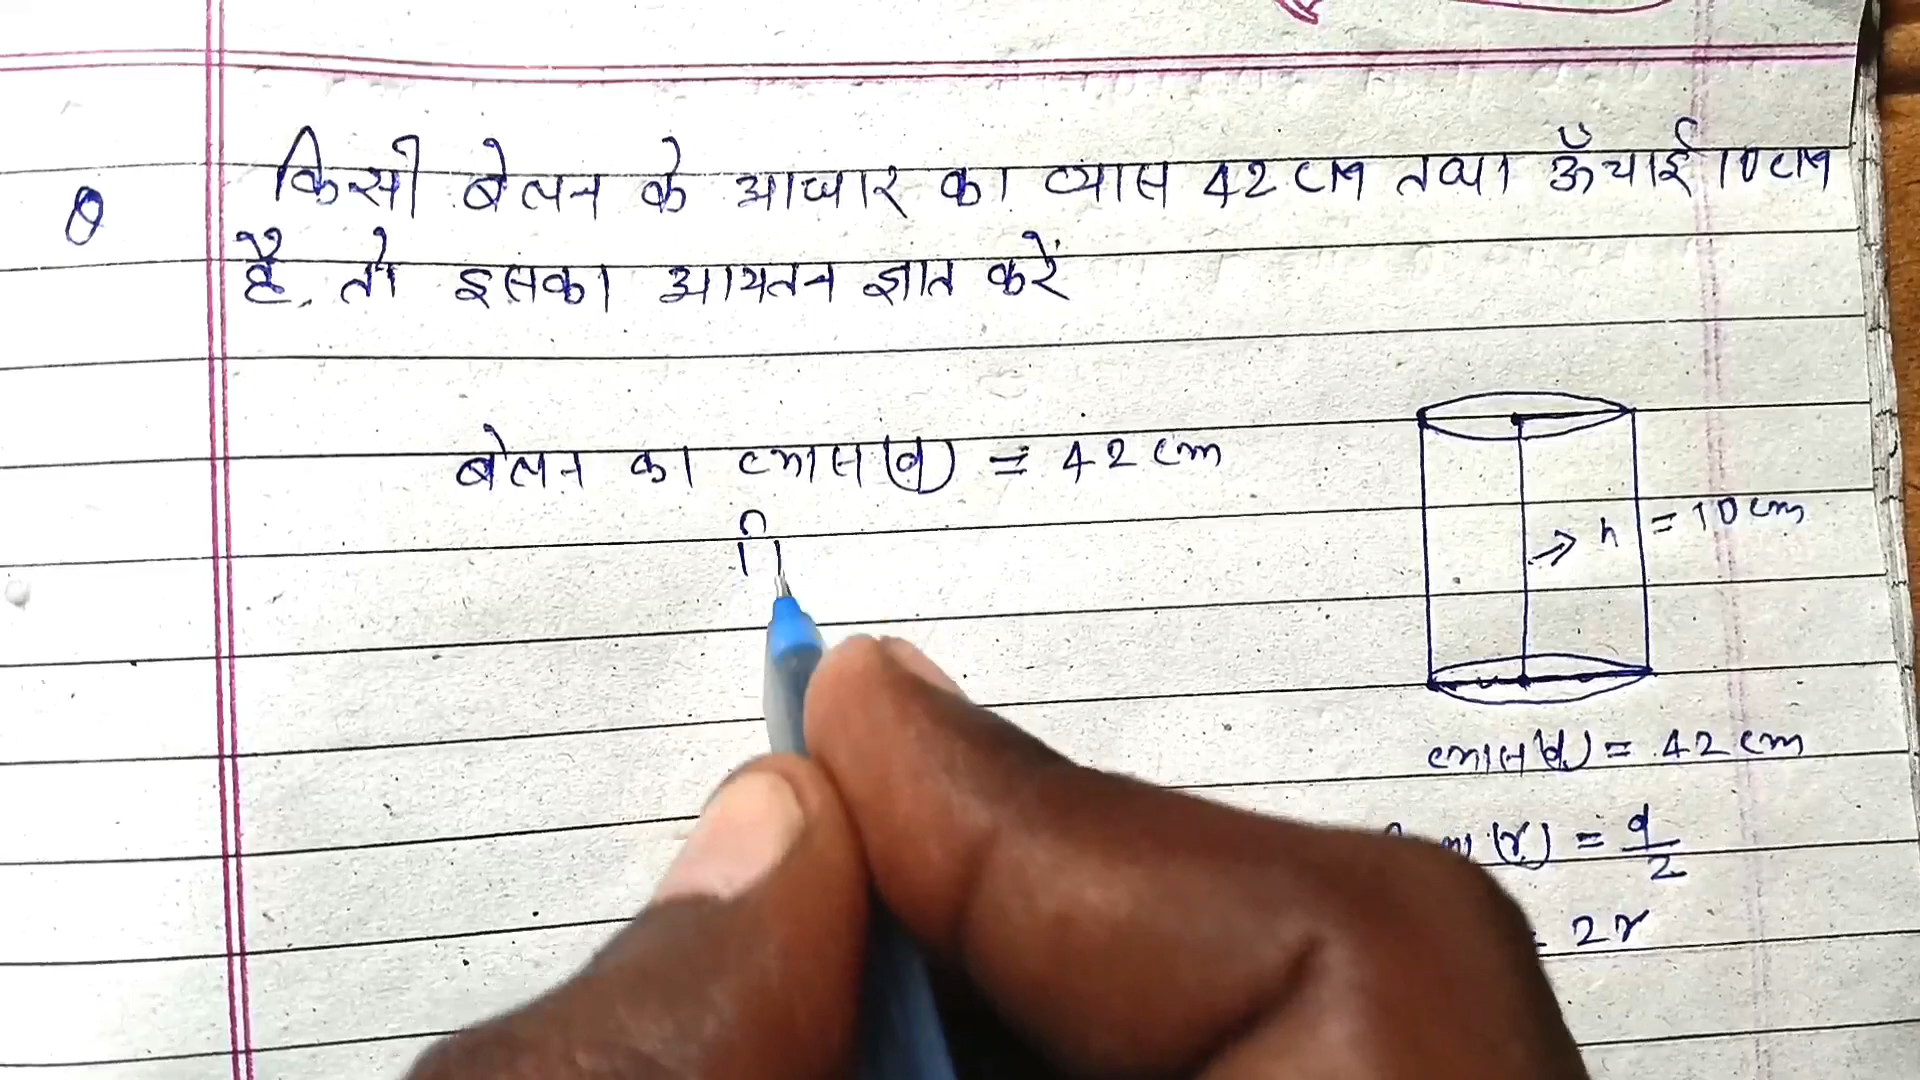 Q किसी बेलन के आधार का व्यास 42 cm तथा ऊँचाई 10 cm
है, तो इसका आयतन ज्ञात करें
बेलन का व्यास (d) = 42 cm
h = 10 cm
व्यास (d) = 42 cm
(r) = d/2
= 2r